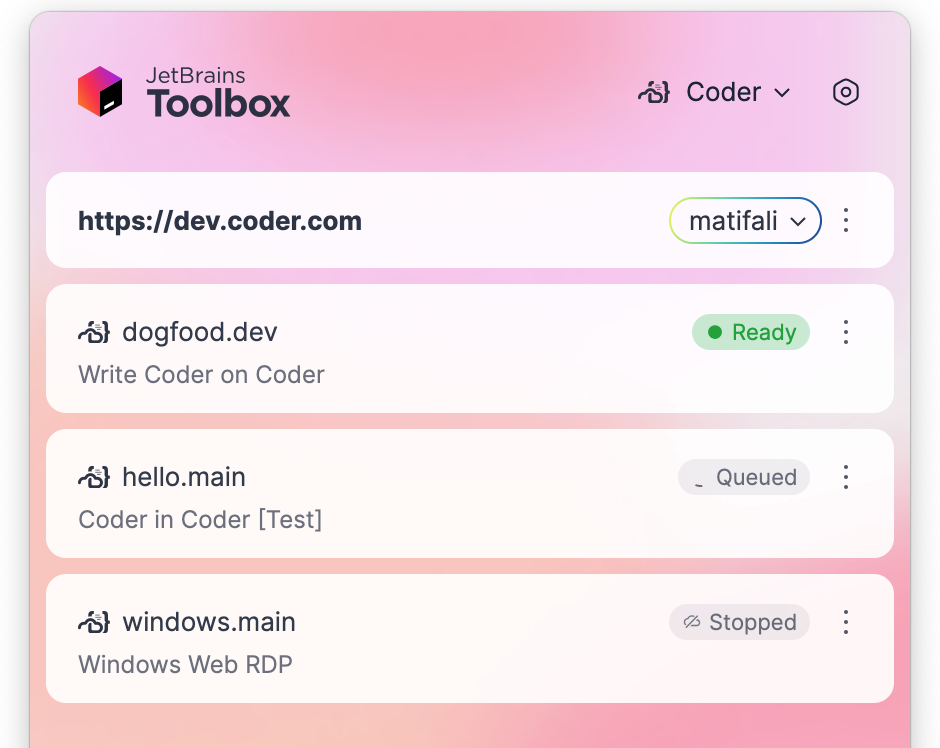 JetBrains
Toolbox
Coder
https://dev.coder.com
matifali
dogfood.dev
Ready
Write Coder on Coder
hello.main
Queued
Coder in Coder [Test]
windows.main
Stopped
Windows Web RDP